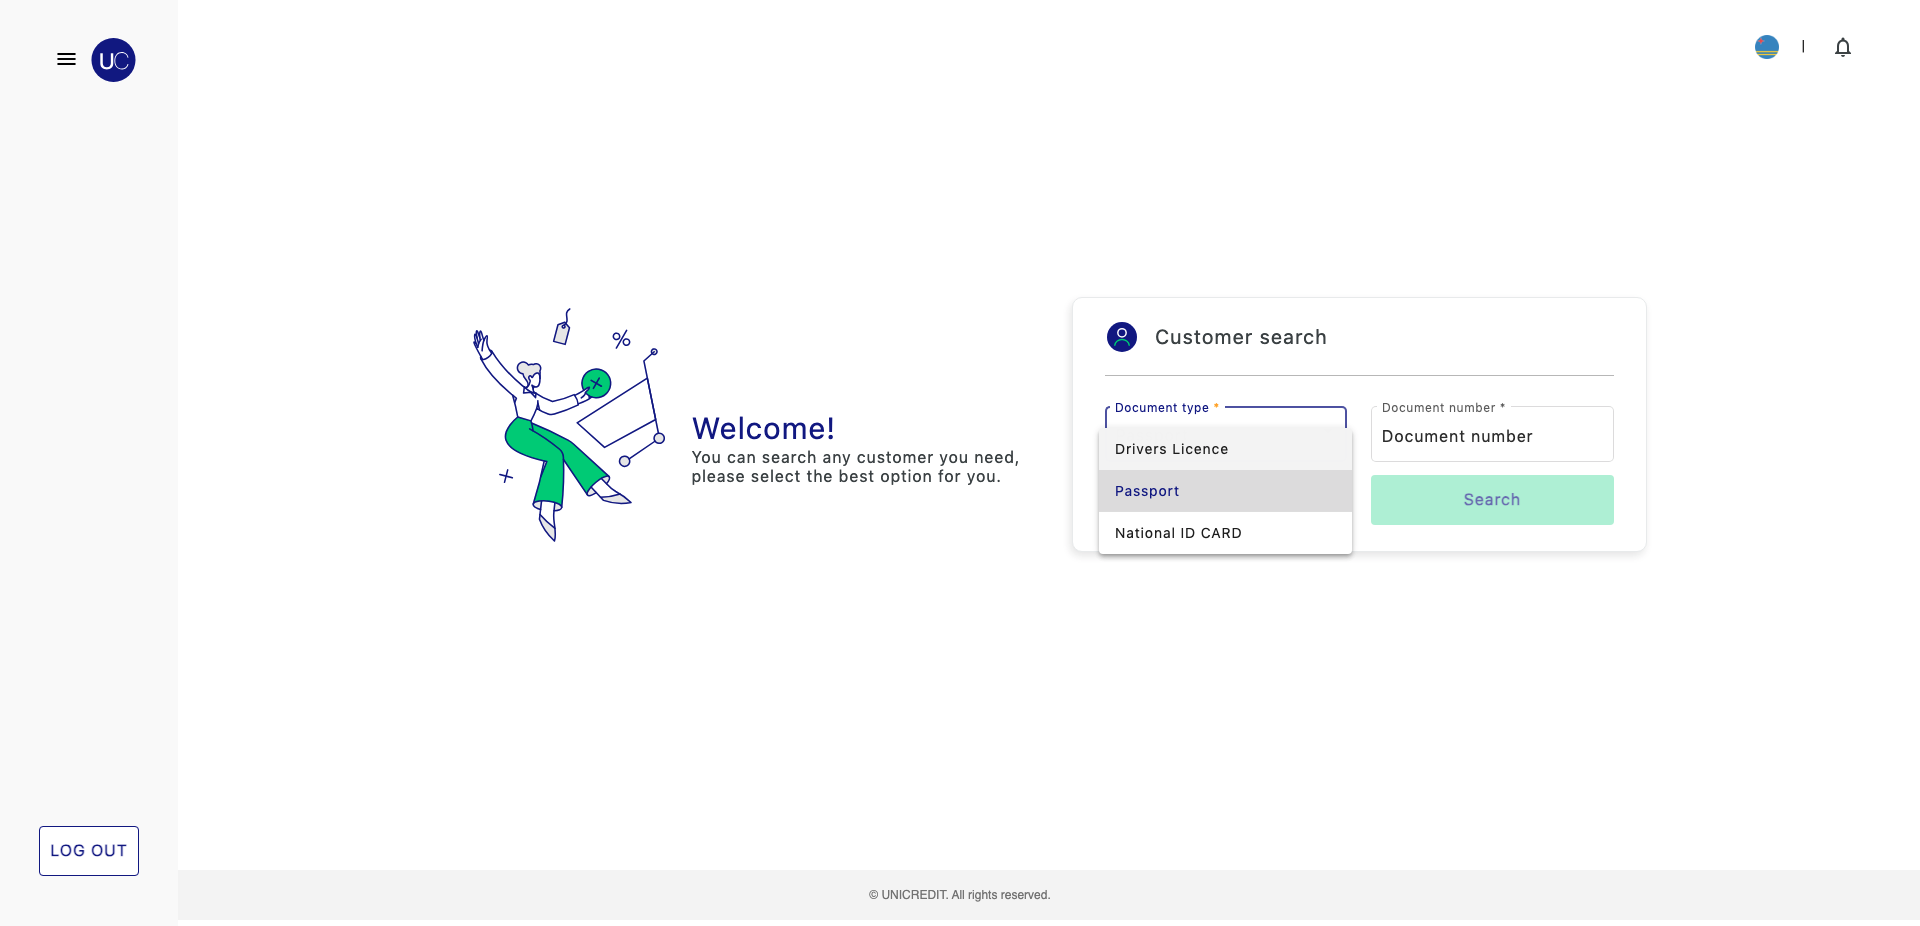 UC
Customer search
Document type *
Document number *
Document number
Drivers Licence
Passport
National ID CARD
Search
Welcome!
You can search any customer you need,
please select the best option for you.
LOG OUT
© UNICREDIT. All rights reserved.